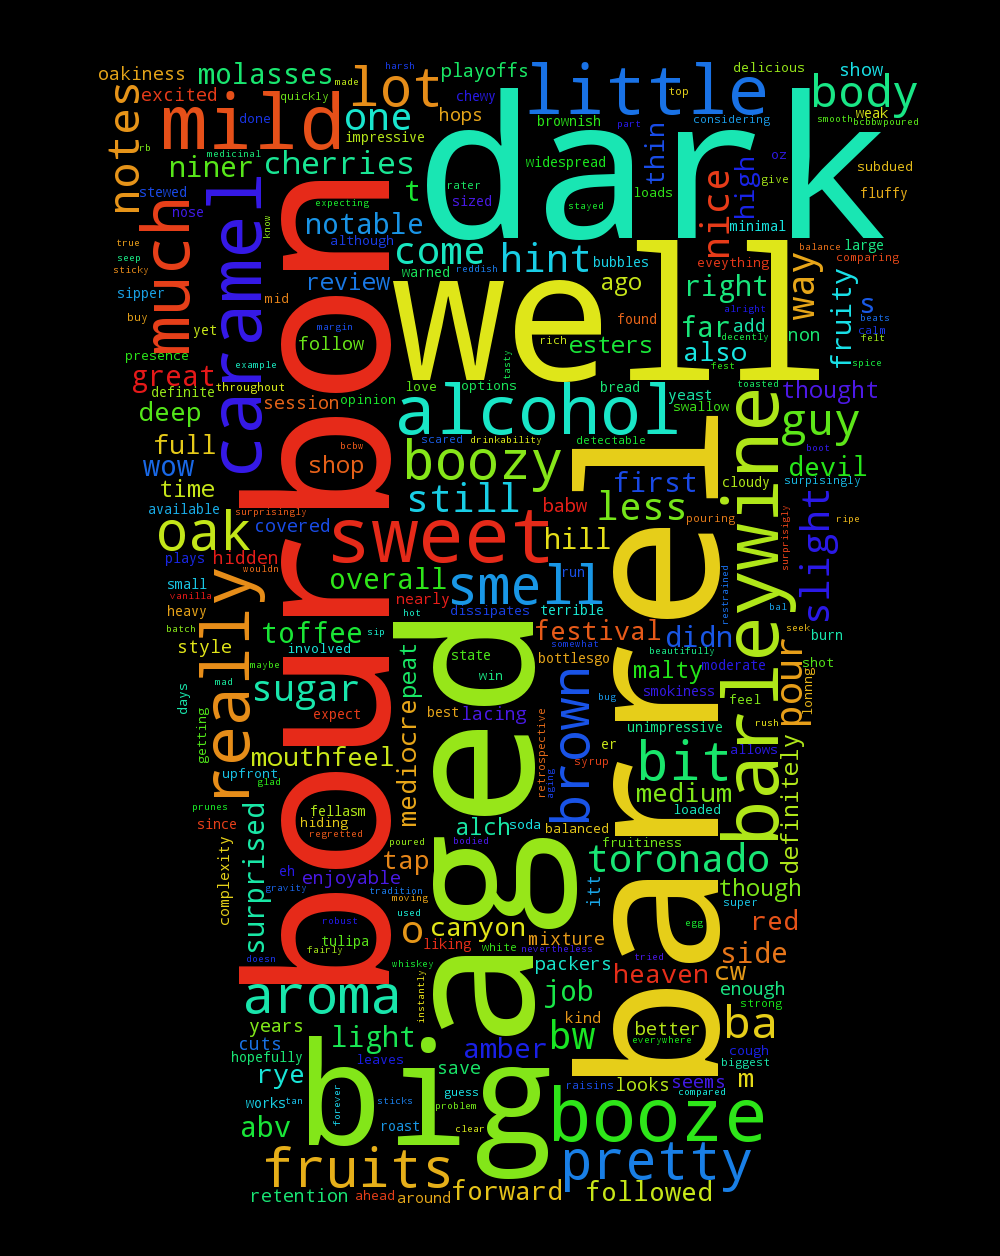 harsh
oakiness
molasses
made
lot
playoffs
little
delicious
show
body
excited
quickly
chewy
top
notes
mild
done
one
hops
brownish
part
considering
smooth
weak
bcbbwpoured
impressive
dark
rb
medicinal
niner
cherries
widespread
thin
high
oz
subdued
stewed
nose
t
rater
sized
loads
give
fluffy
much
caramel
know
expecting
notable
stayed
nice
minimal
true
seep
sticky
although
come
hint
bubbles
eveything
balance
large
comparing
warned
reddish
sipper
review
well
ago
right
way
fruity
s
mid
buy
yet
margin
follow
rich
tasty
found
esters
far
add
also
alright
decently
non
beats
calm
felt
presence
example
great
definite
throughout
bourbon
love
options
bread
fest
toasted
spice
thought
deep
session
opinion
alcohol
yeast
swallow
guy
full
wow
shop
bcbw
scared
drinkability
detectable
boot
time
boozy
first
cloudy
devil
surpisingly
available
surprisingly
still
babw
less
pouring
slight
ripe
oak
covered
sweet
hill
barleywine
surprisigly
plays
hidden
wouldn
small
vanilla
overall
smell
run
restrained
heavy
nearly
dissipates
terrible
bal
batch
really
hot
toffee
sip
festival
didn
seek
burn
style
involved
somewhat
beautifully
maybe
state
bottlesgo
malty
moderate
pour
shot
mad
sugar
win
smokiness
bug
feel
lonnng
days
expect
best
lacing
brown
unimpressive
rush
getting
mouthfeel
mediocre
repeat
retrospective
er
allows
upfront
glad
aged
aging
syrup
bit
barrel
definitely
medium
prunes
since
surprised
fellasm
hiding
regretted
alch
soda
balanced
loaded
complexity
poured
bodied
fruitiness
eh
enjoyable
tap
toronado
gravity
tradition
moving
itt
though
super
robust
used
o
canyon
egg
red
tulipa
liking
white
mixture
nevertheless
doesn
fairly
whiskey
packers
tried
side
heaven
cw
aroma
instantly
job
enough
strong
years
light
kind
better
ba
everywhere
cuts
bw
amber
cough
hopefully
leaves
save
biggest
rye
big
raisins
looks
seems
m
guess
compared
works
tan
forever
sticks
problem
abv
roast
clear
booze
fruits
pretty
retention
ahead
around
forward
followed